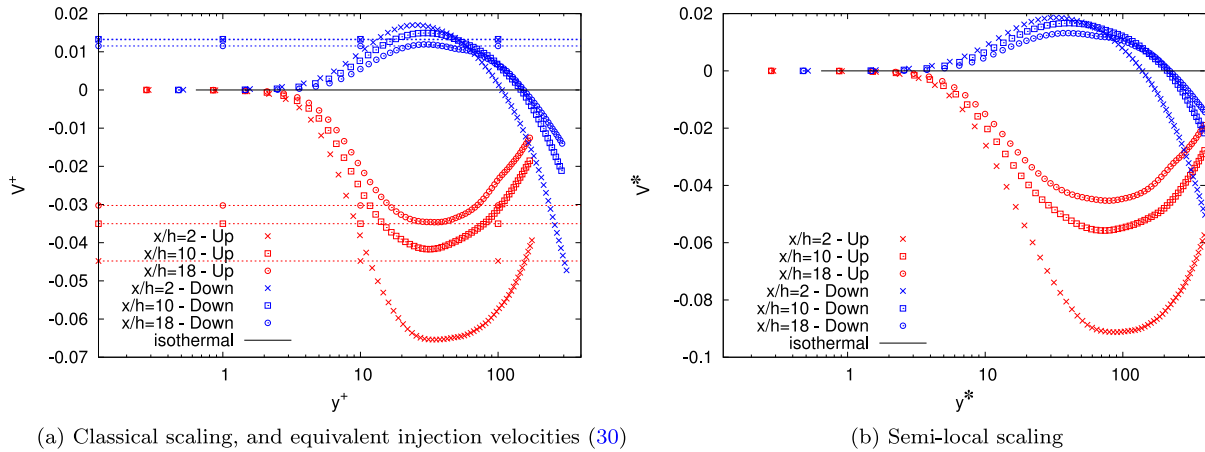 0.02
0.01
0
-0.01
-0.02
-0.03
-0.04
-0.05
-0.06
-0.07
V+
x/h=2 - Up
x/h=10 - Up
x/h=18 - Up
x/h=2 - Down
x/h=10 - Down
x/h=18 - Down
isothermal
1 10 100
y+
(a) Classical scaling, and equivalent injection velocities (30)
0.02
0
-0.02
-0.04
-0.06
-0.08
-0.1
V*
x/h=2 - Up
x/h=10 - Up
x/h=18 - Up
x/h=2 - Down
x/h=10 - Down
x/h=18 - Down
isothermal
1 10 100
y*
(b) Semi-local scaling